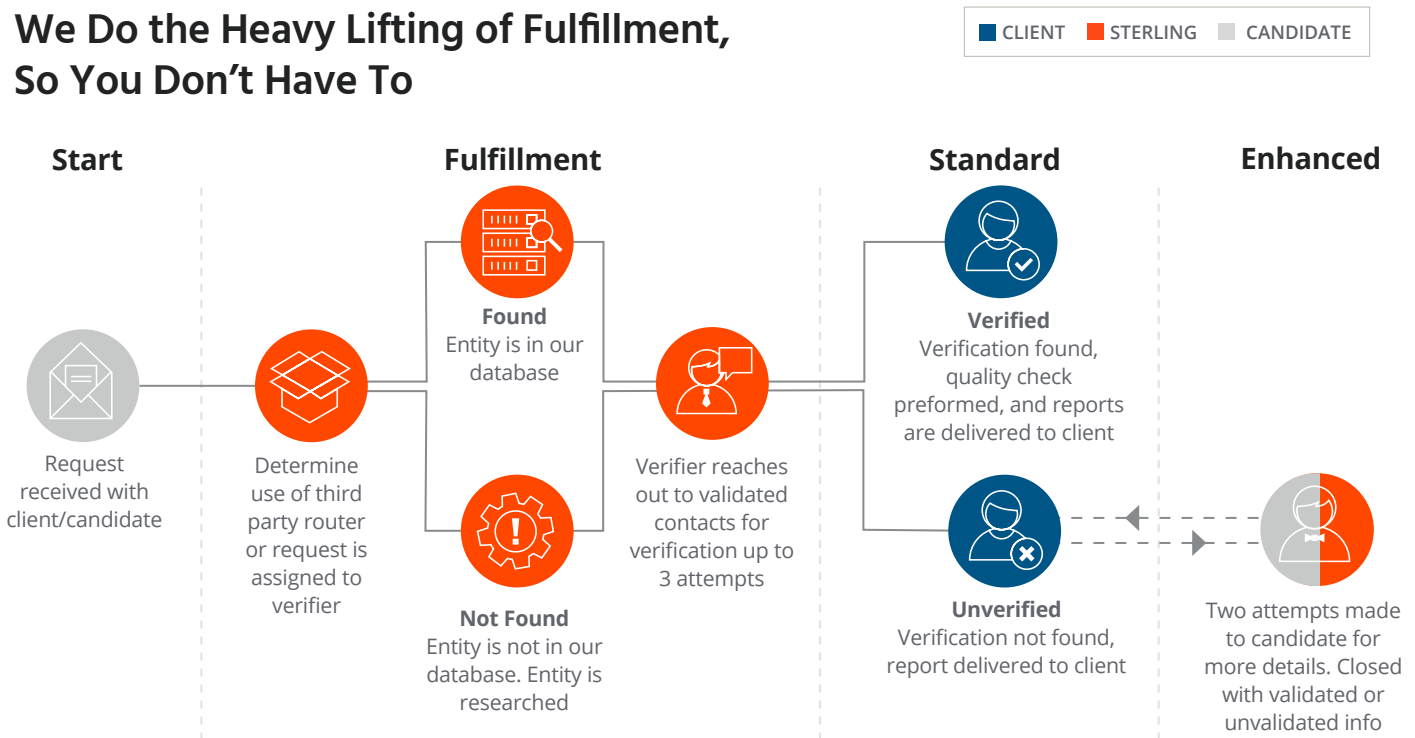 We Do the Heavy Lifting of Fulfillment,
So You Don’t Have To
CLIENT
STERLING
CANDIDATE
Start
Fulfillment
Standard
Enhanced
Request
received with
client/candidate
Determine
use of third
party router
or request is
assigned to
verifier
Found
Entity is in our
database
!
Not Found
Entity is not in our
database. Entity is
researched
Verifier reaches
out to validated
contacts for
verification up to
3 attempts
Verified
Verification found,
quality check
preformed, and reports
are delivered to client
Unverified
Verification not found,
report delivered to client
Two attempts made
to candidate for
more details. Closed
with validated or
unvalidated info